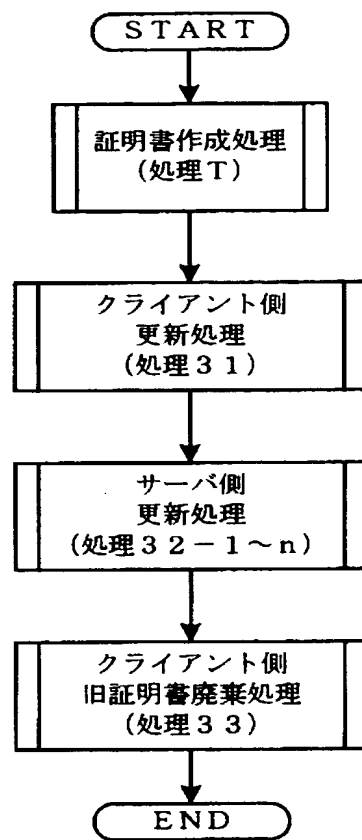 START
証明書作成処理
(処理T)
クライアント側
更新処理
(処理31)
サーバ側
更新処理
(処理32-1~n)
クライアント側
旧証明書廃棄処理
(処理33)
END